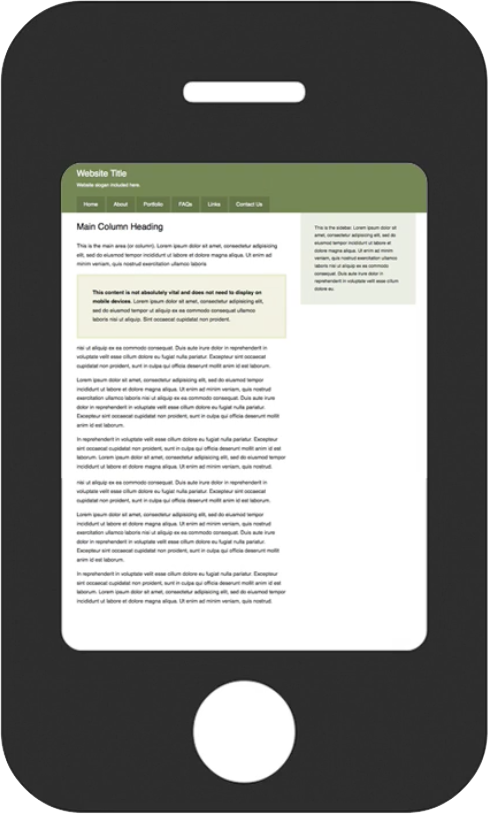 Website Title
Website slogan included here.
Home About Portfolio FAQs Links Contact Us
Main Column Heading
This is the main area (or column). Lorem ipsum dolor sit amet, consectetur adipisicing
elit, sed do eiusmod tempor incididunt ut labore et dolore magna aliqua. Ut enim ad
minim veniam, quis nostrud exercitation ullamco laboris
This content is not absolutely vital and does not need to display on
mobile devices. Lorem ipsum dolor sit amet, consectetur adipisicing elit,
sed do eiusmod tempor ut aliquip ex ea commodo consequat ullamco
laboris nisi ut aliquip. Sint occaecat cupidatat non proident.
nisi ut aliquip ex ea commodo consequat. Duis aute irure dolor in reprehenderit in
voluptate velit esse cillum dolore eu fugiat nulla pariatur. Excepteur sint occaecat
cupidatat non proident, sunt in culpa qui officia deserunt mollit anim id est laborum.
Lorem ipsum dolor sit amet, consectetur adipisicing elit, sed do eiusmod tempor
incididunt ut labore et dolore magna aliqua. Ut enim ad minim veniam, quis nostrud
exercitation ullamco laboris nisi ut aliquip ex ea commodo consequat. Duis aute irure
dolor in reprehenderit in voluptate velit esse cillum dolore eu fugiat nulla pariatur.
Excepteur sint occaecat cupidatat non proident, sunt in culpa qui officia deserunt mollit
anim id est laborum.
In reprehenderit in voluptate velit esse cillum dolore eu fugiat nulla pariatur. Excepteur
sint occaecat cupidatat non proident, sunt in culpa qui officia deserunt mollit anim id est
laborum. Lorem ipsum dolor sit amet, consectetur adipisicing elit, sed do eiusmod tempor
incididunt ut labore et dolore magna aliqua. Ut enim ad minim veniam, quis nostrud.
nisi ut aliquip ex ea commodo consequat. Duis aute irure dolor in reprehenderit in
voluptate velit esse cillum dolore eu fugiat nulla pariatur. Excepteur sint occaecat
cupidatat non proident, sunt in culpa qui officia deserunt mollit anim id est laborum.
Lorem ipsum dolor sit amet, consectetur adipisicing elit, sed do eiusmod tempor
incididunt ut labore et dolore magna aliqua. Ut enim ad minim veniam, quis nostrud
exercitation ullamco laboris nisi ut aliquip ex ea commodo consequat. Duis aute irure
dolor in reprehenderit in voluptate velit esse cillum dolore eu fugiat nulla pariatur.
Excepteur sint occaecat cupidatat non proident, sunt in culpa qui officia deserunt mollit
anim id est laborum.
In reprehenderit in voluptate velit esse cillum dolore eu fugiat nulla pariatur. Excepteur
sint occaecat cupidatat non proident, sunt in culpa qui officia deserunt mollit anim id est
laborum. Lorem ipsum dolor sit amet, consectetur adipisicing elit, sed do eiusmod tempor
incididunt ut labore et dolore magna aliqua. Ut enim ad minim veniam, quis nostrud.
This is the sidebar. Lorem ipsum dolor sit
amet, consectetur adipisicing elit, sed do
eiusmod tempor incididunt ut labore et
dolore magna aliqua. Ut enim ad minim
veniam, quis nostrud exercitation ullamco
laboris nisi ut aliquip ex ea commodo
consequat. Duis aute irure dolor in
reprehenderit in voluptate velit esse cillum
dolore eu.